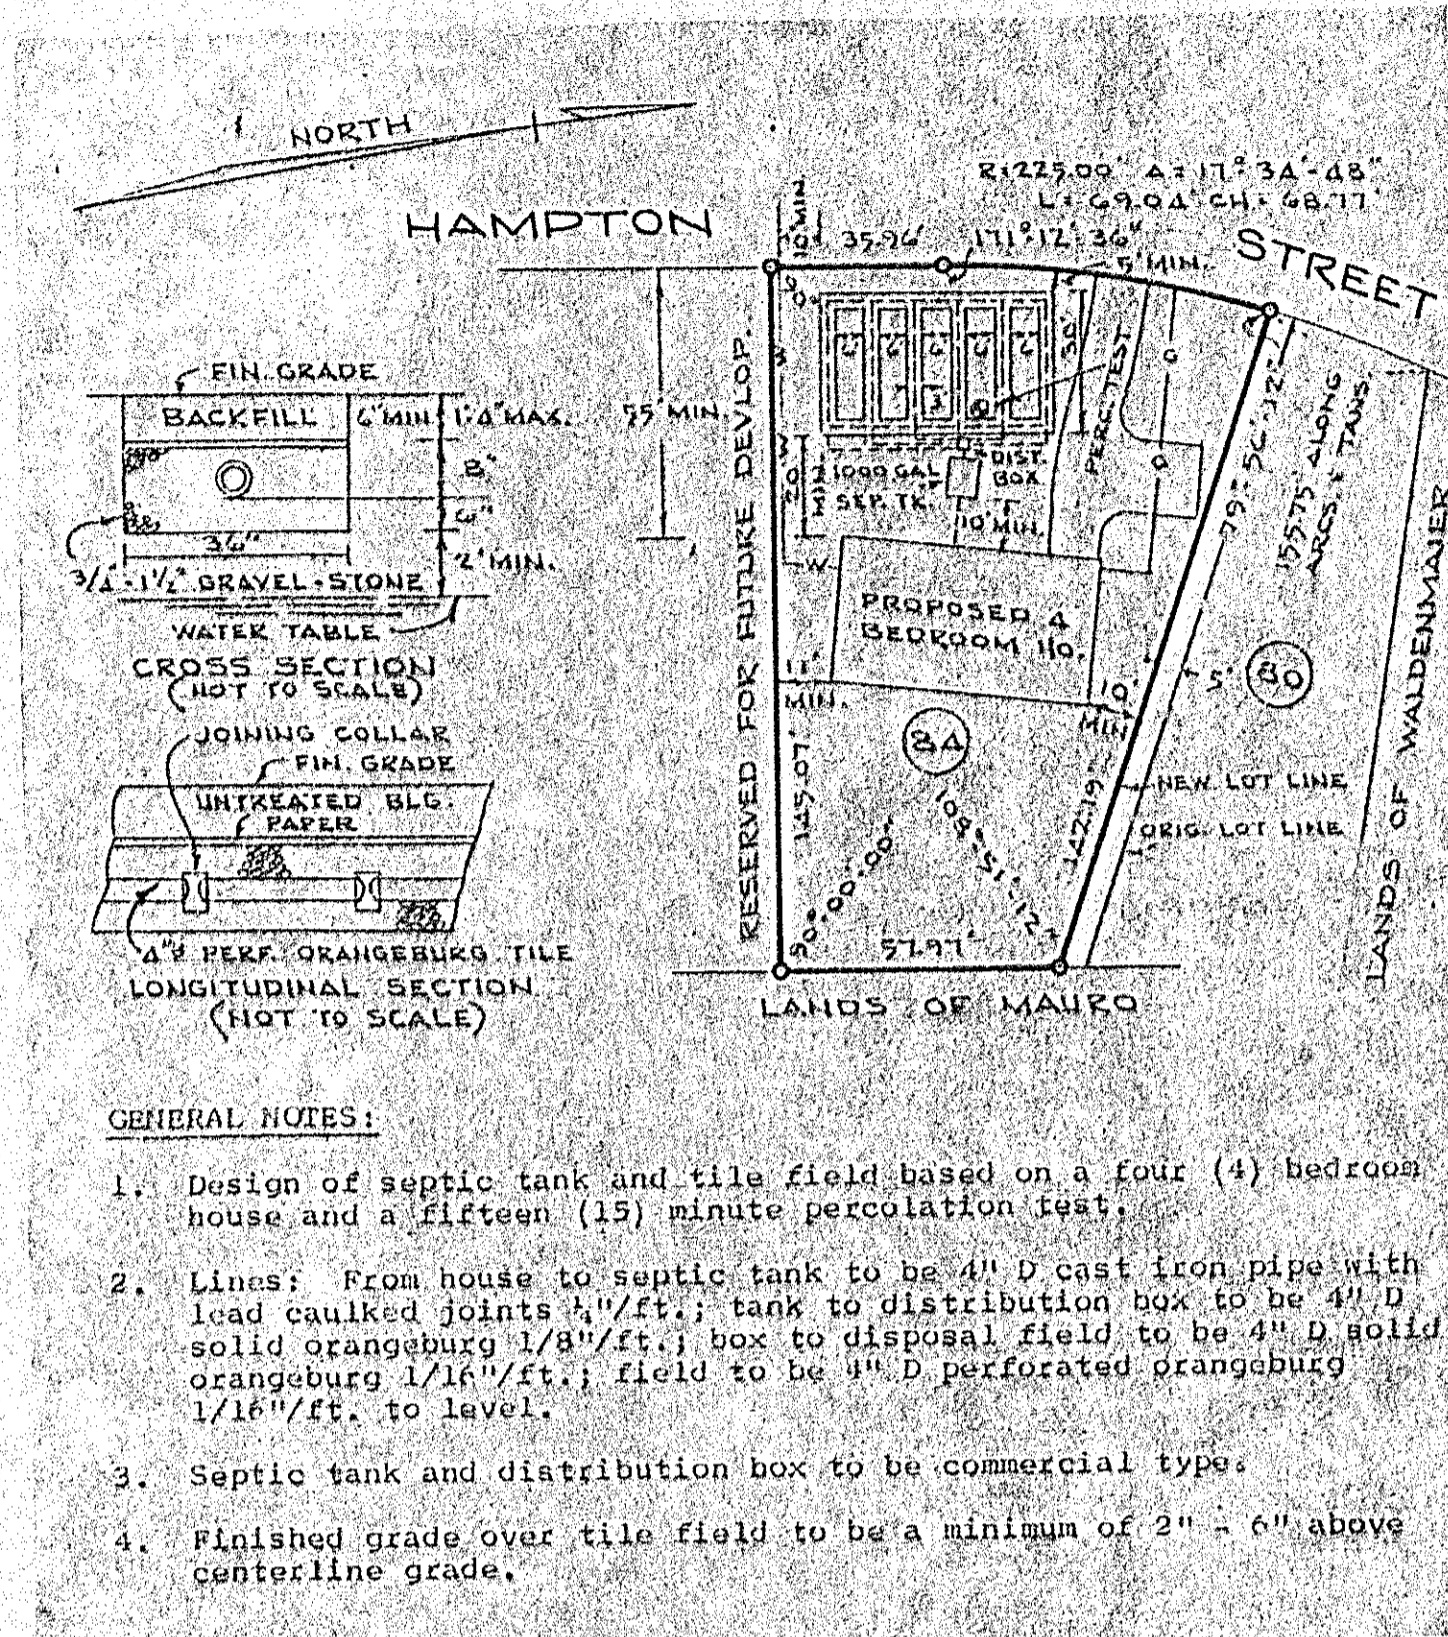 NORTH
HAMPTON
STREET
R=225.00' Δ=17°-34'-48"
L=69.04' CH.=68.77'
10' MIN.
35.96'
171°-12'-36"
5' MIN.
FIN. GRADE
BACKFILL
6" MIN.
1'-4" MAX.
8"
36"
2' MIN.
3/4"-1½" GRAVEL-STONE
WATER TABLE
CROSS SECTION
(NOT TO SCALE)
JOINING COLLAR
FIN. GRADE
UNTREATED BLG.
PAPER
4"Ø PERF. ORANGEBURG TILE
LONGITUDINAL SECTION
(NOT TO SCALE)
RESERVED FOR FUTURE DEVLOP.
PERC. TEST
20' MIN.
1000 GAL
SEP. TK.
DIST.
BOX
10' MIN.
W
W
W
PROPOSED 4
BEDROOM HO.
11'
MIN.
10'
MIN.
8A
8D
5'
155.75' ALONG
ARCS & TANS.
NEW LOT LINE
ORIG. LOT LINE
145.07'
142.19'
90°-00'-00"
108°-51'-12"
57.97'
LANDS OF MAURO
LANDS OF WALDENMAIER
GENERAL NOTES:
1. Design of septic tank and tile field based on a four (4) bedroom
house and a fifteen (15) minute percolation test.
2. Lines: From house to septic tank to be 4" D cast iron pipe with
lead caulked joints ¼"/ft.; tank to distribution box to be 4" D
solid orangeburg 1/8"/ft.; box to disposal field to be 4" D solid
orangeburg 1/16"/ft.; field to be 4" D perforated orangeburg
1/16"/ft. to level.
3. Septic tank and distribution box to be commercial type.
4. Finished grade over tile field to be a minimum of 2" - 6" above
centerline grade.